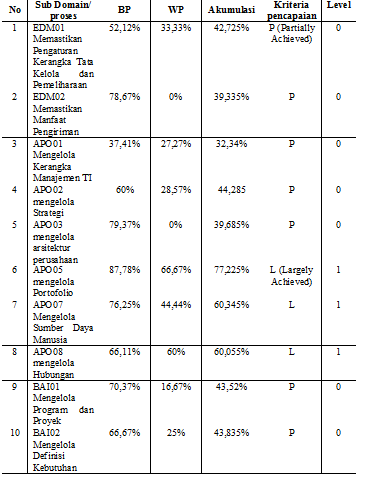 No Sub Domain/ proses BP WP Akumulasi Kriteria pencapaian Level
1 EDM01 52,12% 33,33% 42,725% P (Partially 0
Memastikan Achieved)
Pengaturan
Kerangka Tata
Kelola dan
Pemeliharaan
2 EDM02 78,67% 0% 39,335% P 0
Memastikan
Manfaat
Pengiriman
3 APO01 37,41% 27,27% 32,34% P 0
Mengelola
Kerangka
Manajemen TI
4 APO02 60% 28,57% 44,285 P 0
mengelola
Strategi
5 APO03 79,37% 0% 39,685% P 0
mengelola
arsitektur
perusahaan
6 APO05 87,78% 66,67% 77,225% L (Largely 1
mengelola Achieved)
Portofolio
7 APO07 76,25% 44,44% 60,345% L 1
Mengelola
Sumber Daya
Manusia
8 APO08 66,11% 60% 60,055% L 1
mengelola
Hubungan
9 BAI01 70,37% 16,67% 43,52% P 0
Mengelola
Program dan
Proyek
10 BAI02 66,67% 25% 43,835% P 0
Mengelola
Definisi
Kebutuhan